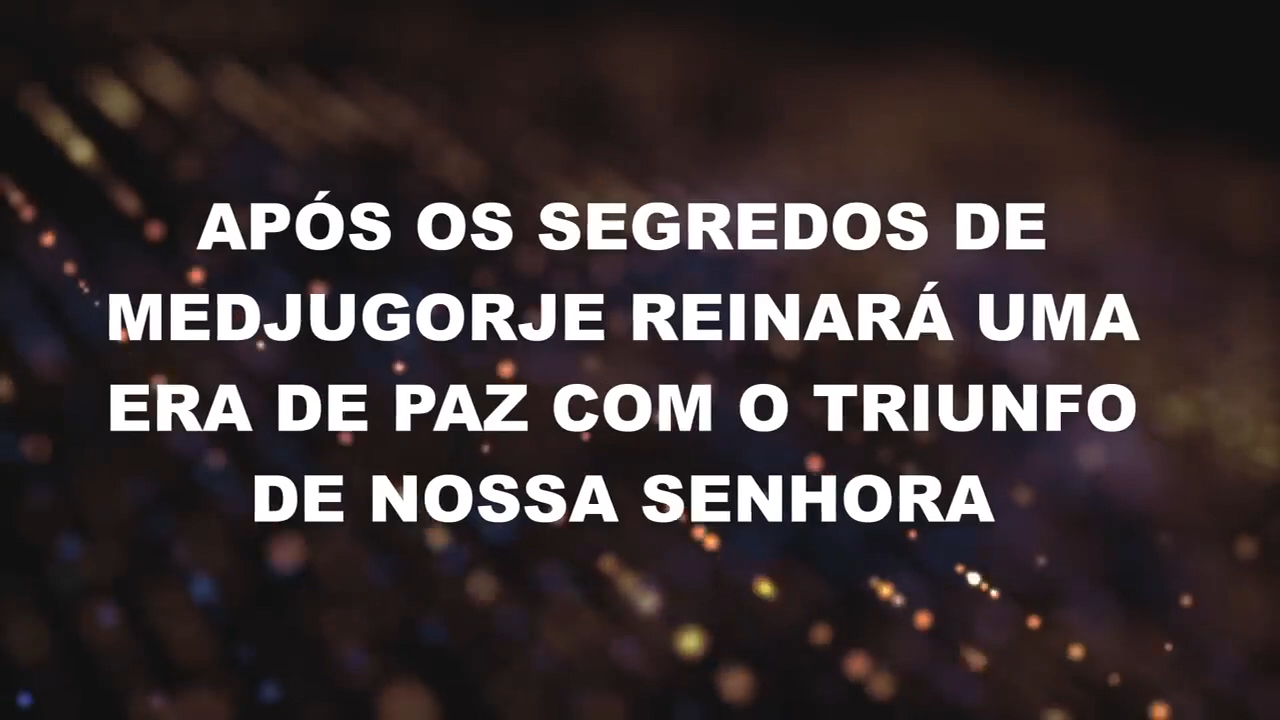 APÓS OS SEGREDOS DE
MEDJUGORJE REINARÁ UMA
ERA DE PAZ COM O TRIUNFO
DE NOSSA SENHORA